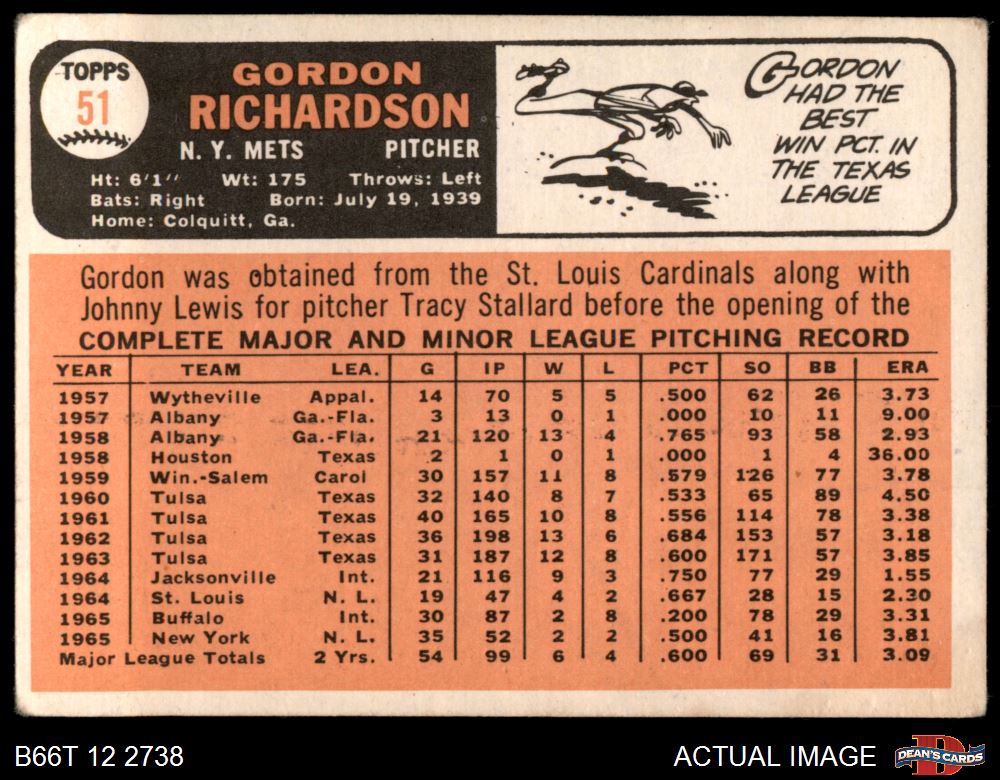 TOPPS
51
GORDON
RICHARDSON
N. Y. METS PITCHER
Ht: 6'1" Wt: 175 Throws: Left
Bats: Right Born: July 19, 1939
Home: Colquitt, Ga.
GORDON
HAD THE
BEST
WIN PCT. IN
THE TEXAS
LEAGUE
Gordon was obtained from the St. Louis Cardinals along with
Johnny Lewis for pitcher Tracy Stallard before the opening of the
COMPLETE MAJOR AND MINOR LEAGUE PITCHING RECORD
YEAR TEAM LEA. G IP W L PCT SO BB ERA
1957 Wytheville Appal. 14 70 5 5 .500 62 26 3.73
1957 Albany Ga.-Fla. 3 13 0 1 .000 10 11 9.00
1958 Albany Ga.-Fla. 21 120 13 4 .765 93 58 2.93
1958 Houston Texas 2 1 0 1 .000 1 4 36.00
1959 Win.-Salem Carol 30 157 11 8 .579 126 77 3.78
1960 Tulsa Texas 32 140 8 7 .533 65 89 4.50
1961 Tulsa Texas 40 165 10 8 .556 114 78 3.38
1962 Tulsa Texas 36 198 13 6 .684 153 57 3.18
1963 Tulsa Texas 31 187 12 8 .600 171 57 3.85
1964 Jacksonville Int. 21 116 9 3 .750 77 29 1.55
1964 St. Louis N. L. 19 47 4 2 .667 28 15 2.30
1965 Buffalo Int. 30 87 2 8 .200 78 29 3.31
1965 New York N. L. 35 52 2 2 .500 41 16 3.81
Major League Totals 2 Yrs. 54 99 6 4 .600 69 31 3.09
B66T 12 2738 ACTUAL IMAGE DEAN'S CARDS